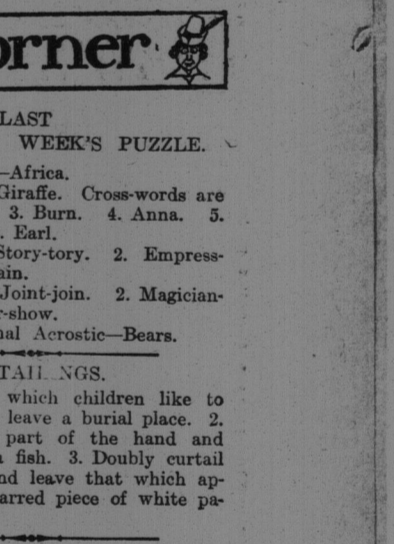 orner
LAST
WEEK'S PUZZLE.
—Africa.
Giraffe. Cross-words are
3. Burn. 4. Anna. 5.
. Earl.
Story-tory. 2. Empress-
ain.
Joint-join. 2. Magician-
r-show.
nal Acrostic—Bears.
which children like to
leave a burial place. 2.
part of the hand and
a fish. 3. Doubly curtail
nd leave that which ap-
arred piece of white pa-